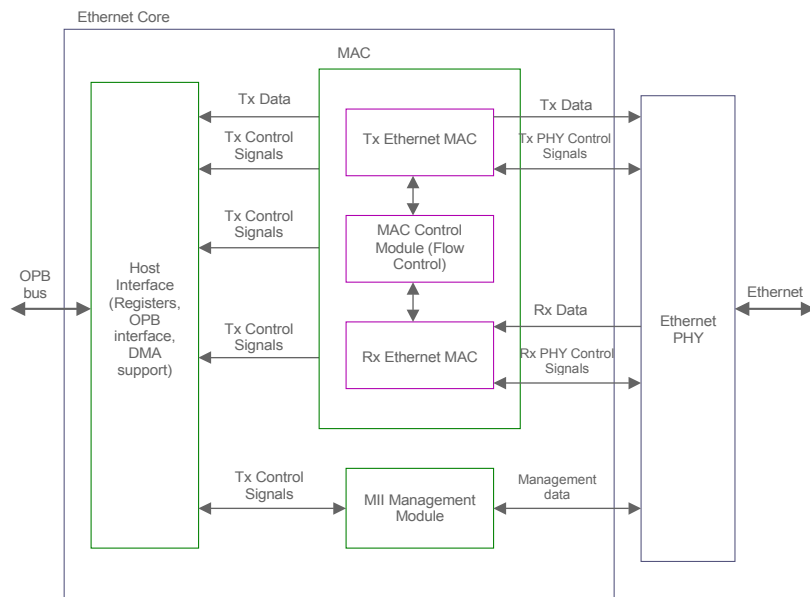 Ethernet Core
MAC
Tx Data
Tx Control
Signals
Tx Control
Signals
Tx Control
Signals
Tx Control
Signals
OPB
bus
Host
Interface
(Registers,
OPB
interface,
DMA
support)
Tx Ethernet MAC
MAC Control
Module (Flow
Control)
Rx Ethernet MAC
MII Management
Module
Tx Data
Tx PHY Control
Signals
Rx Data
Rx PHY Control
Signals
Management
data
Ethernet
PHY
Ethernet